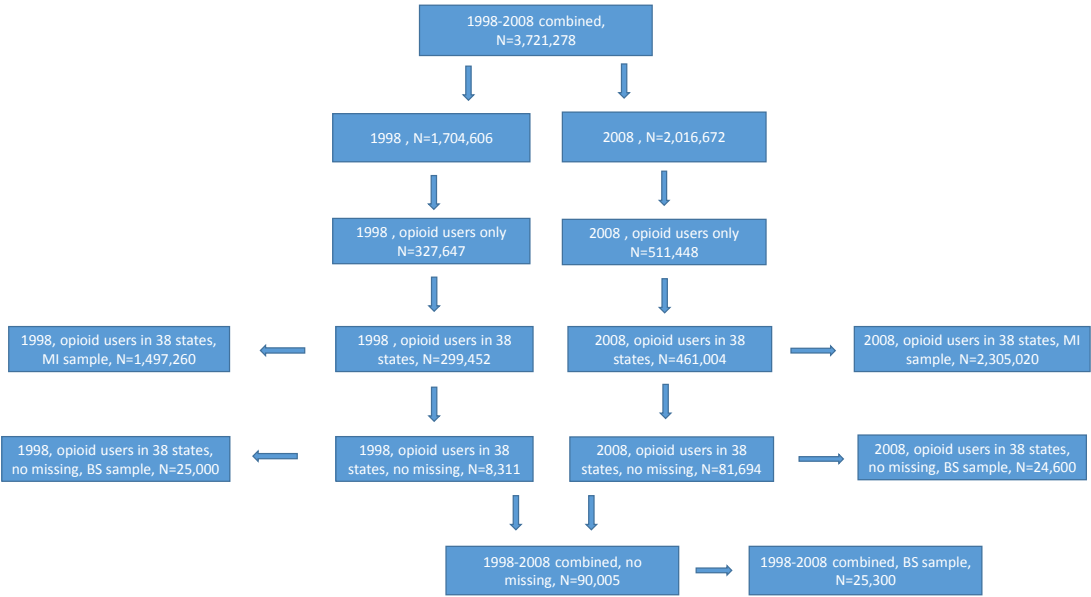 1998-2008 combined,
N=3,721,278
1998 , N=1,704,606
2008 , N=2,016,672
1998 , opioid users only
N=327,647
2008 , opioid users only
N=511,448
1998, opioid users in 38 states,
MI sample, N=1,497,260
1998 , opioid users in 38
states, N=299,452
2008, opioid users in 38
states, N=461,004
2008, opioid users in 38 states, MI
sample, N=2,305,020
1998, opioid users in 38 states,
no missing, BS sample, N=25,000
1998, opioid users in 38
states, no missing, N=8,311
2008, opioid users in 38
states, no missing, N=81,694
2008, opioid users in 38 states,
no missing, BS sample, N=24,600
1998-2008 combined, no
missing, N=90,005
1998-2008 combined, BS sample,
N=25,300